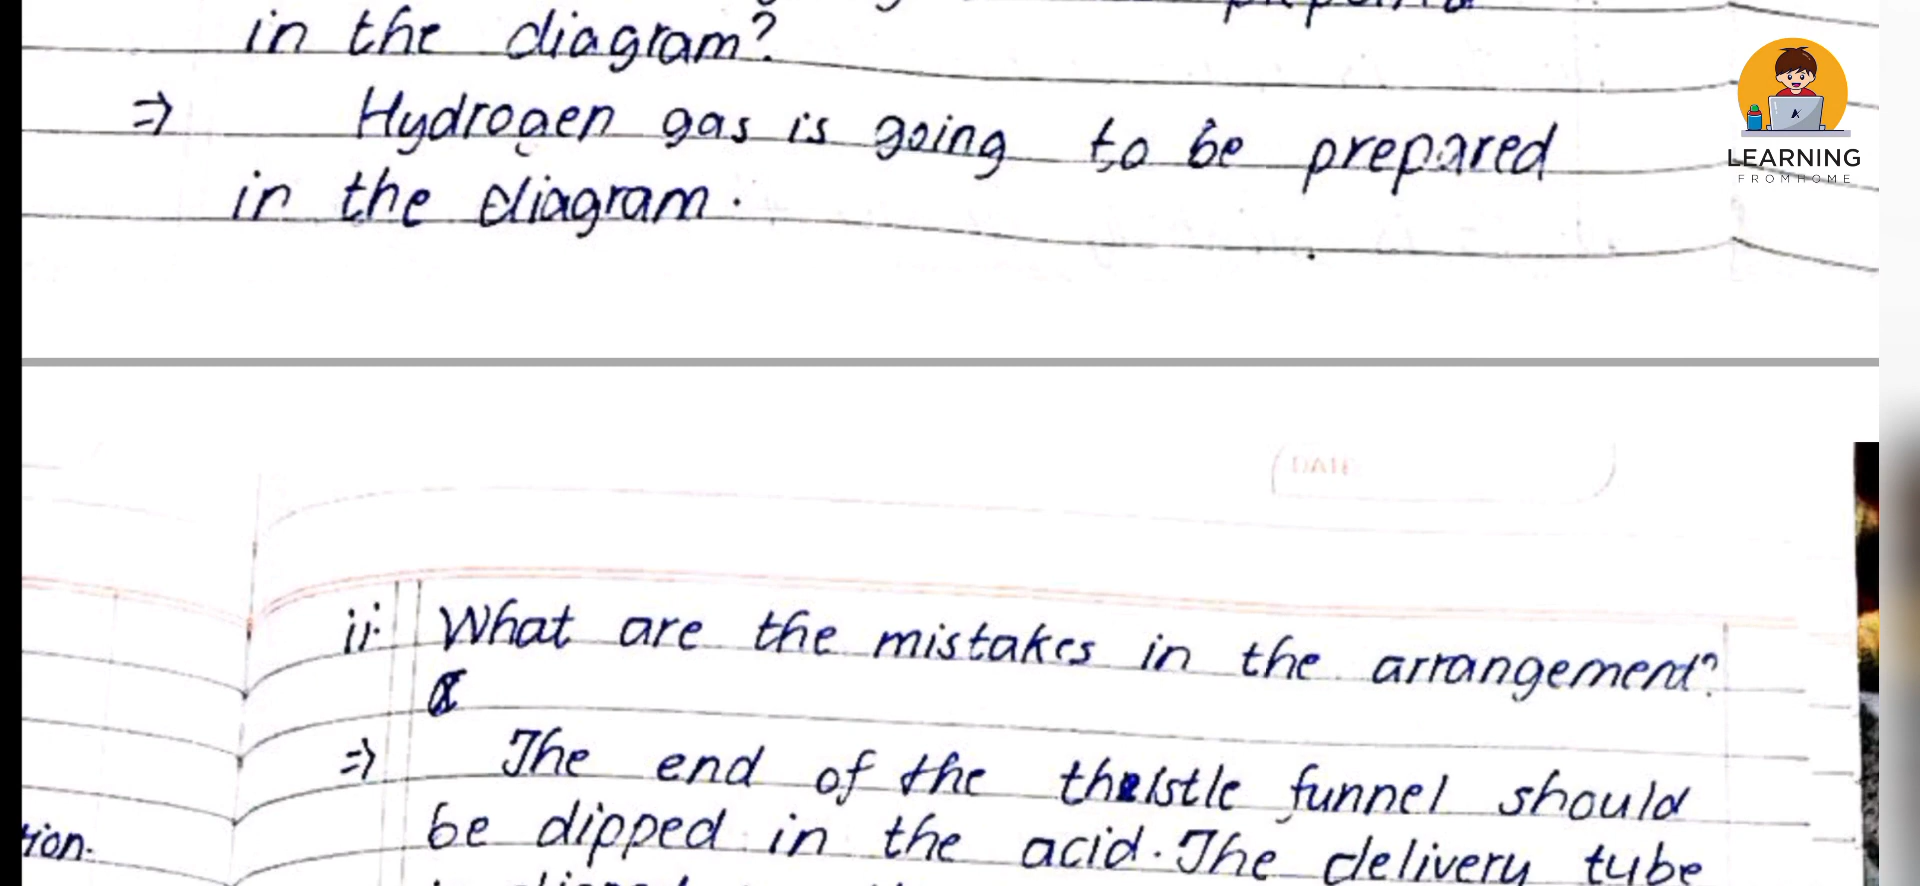 in the diagram?
=> Hydrogen gas is going to be prepared
in the diagram.
LEARNING
FROM HOME
DATE
ii. What are the mistakes in the arrangement?
=> The end of the thistle funnel should
be dipped in the acid. The delivery tube
tion.